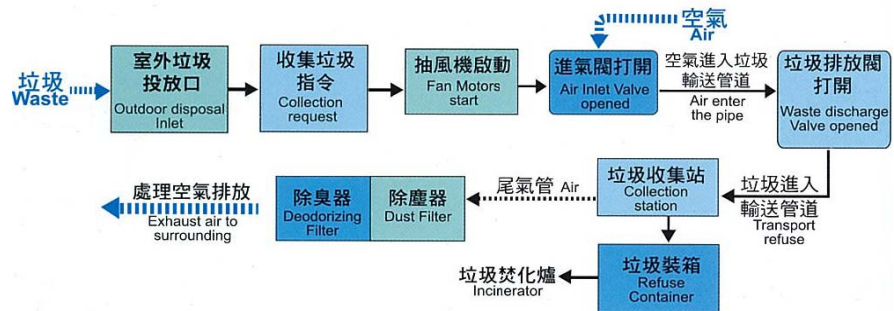 空氣
Air
垃圾
Waste
室外垃圾
投放口
Outdoor disposal
Inlet
收集垃圾
指令
Collection
request
抽風機啟動
Fan Motors
start
進氣閥打開
Air Inlet Valve
opened
空氣進入垃圾
輸送管道
Air enter
the pipe
垃圾排放閥
打開
Waste discharge
Valve opened
處理空氣排放
Exhaust air to
surrounding
除臭器
Deodorizing
Filter
除塵器
Dust Filter
尾氣管 Air
垃圾收集站
Collection
station
垃圾進入
輸送管道
Transport
refuse
垃圾焚化爐
Incinerator
垃圾裝箱
Refuse
Container